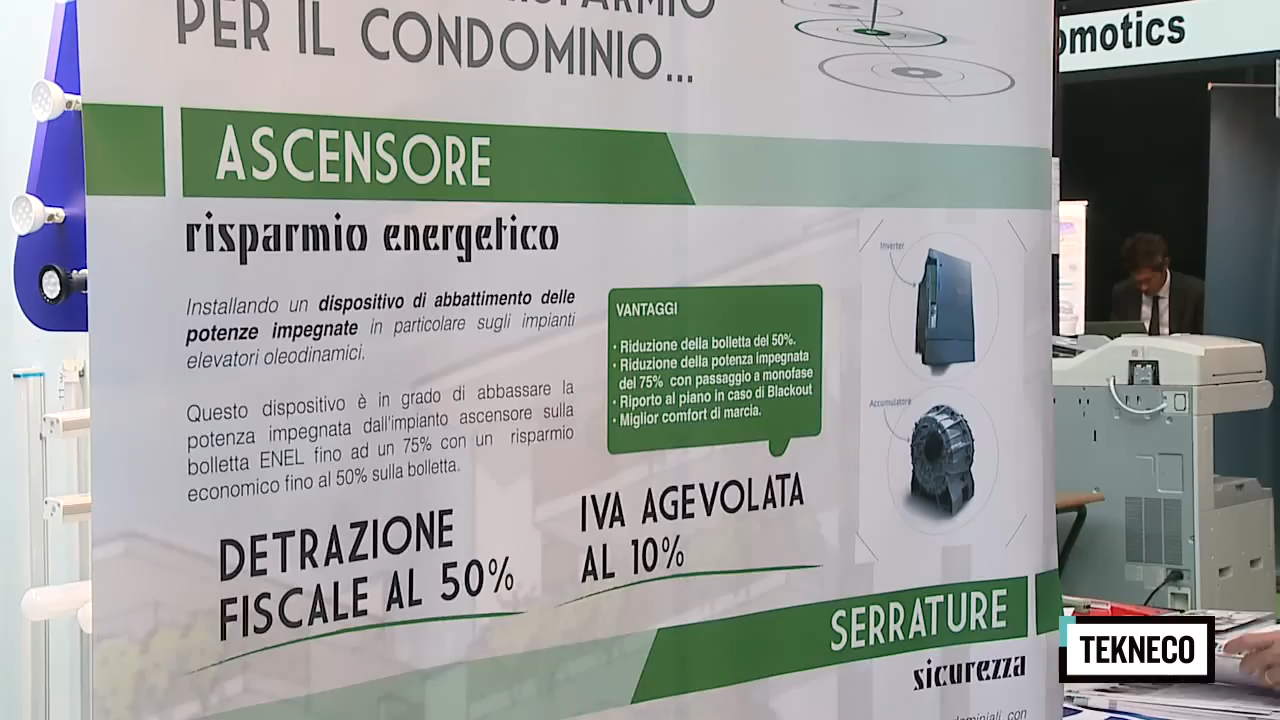 RISPARMIO
PER IL CONDOMINIO...
omotics
ASCENSORE
risparmio energetico
Installando un dispositivo di abbattimento delle
potenze impegnate in particolare sugli impianti
elevatori oleodinamici.
Questo dispositivo è in grado di abbassare la
potenza impegnata dall'impianto ascensore sulla
bolletta ENEL fino ad un 75% con un risparmio
economico fino al 50% sulla bolletta.
VANTAGGI
• Riduzione della bolletta del 50%.
• Riduzione della potenza impegnata
del 75% con passaggio a monofase
• Riporto al piano in caso di Blackout
• Miglior comfort di marcia.
Inverter
Accumulatore
DETRAZIONE
FISCALE AL 50%
IVA AGEVOLATA
AL 10%
SERRATURE
sicurezza
TEKNECO